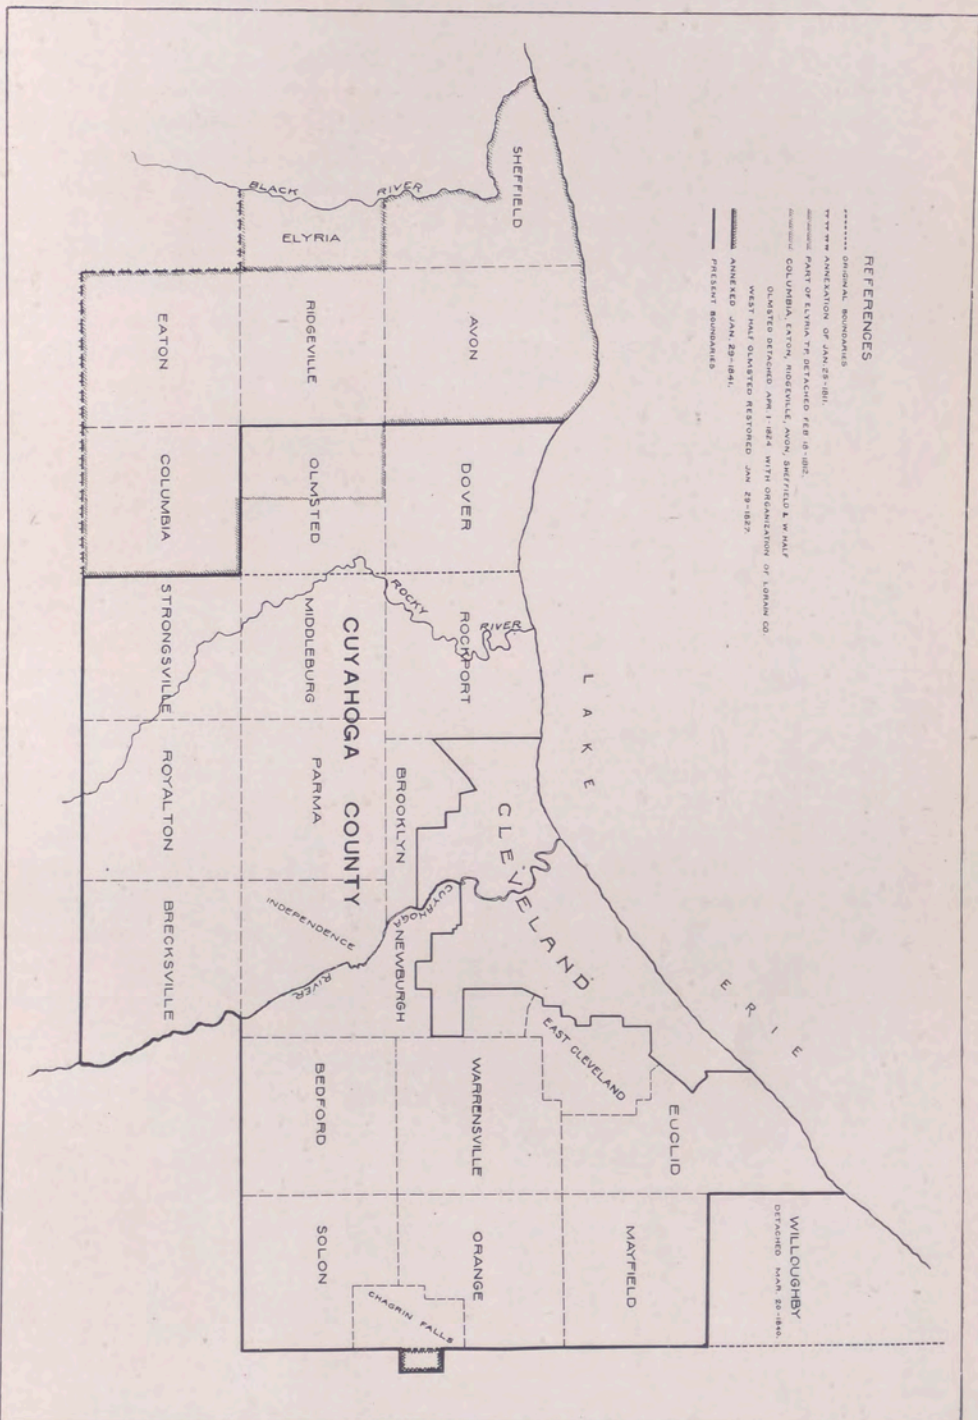 REFERENCES
ORIGINAL BOUNDARIES
ANNEXATION OF JAN. 25-1811.
PART OF ELYRIA TP. DETACHED FEB 18-1812.
COLUMBIA, EATON, RIDGEVILLE, AVON, SHEFFIELD & W. HALF
OLMSTED DETACHED APR. 1-1824 WITH ORGANIZATION OF LORAIN CO.
WEST HALF OLMSTED RESTORED JAN 29-1827.
ANNEXED JAN. 29-1841.
PRESENT BOUNDARIES
LAKE ERIE
WILLOUGHBY
DETACHED MAR. 20-1840.
SHEFFIELD
AVON
DOVER
ROCKPORT
ROCKY RIVER
CLEVELAND
EAST CLEVELAND
EUCLID
MAYFIELD
BLACK RIVER
ELYRIA
RIDGEVILLE
OLMSTED
MIDDLEBURG
CUYAHOGA COUNTY
PARMA
BROOKLYN
CUYAHOGA RIVER
NEWBURGH
INDEPENDENCE
WARRENSVILLE
ORANGE
CHAGRIN FALLS
BEDFORD
SOLON
EATON
COLUMBIA
STRONGSVILLE
ROYALTON
BRECKSVILLE